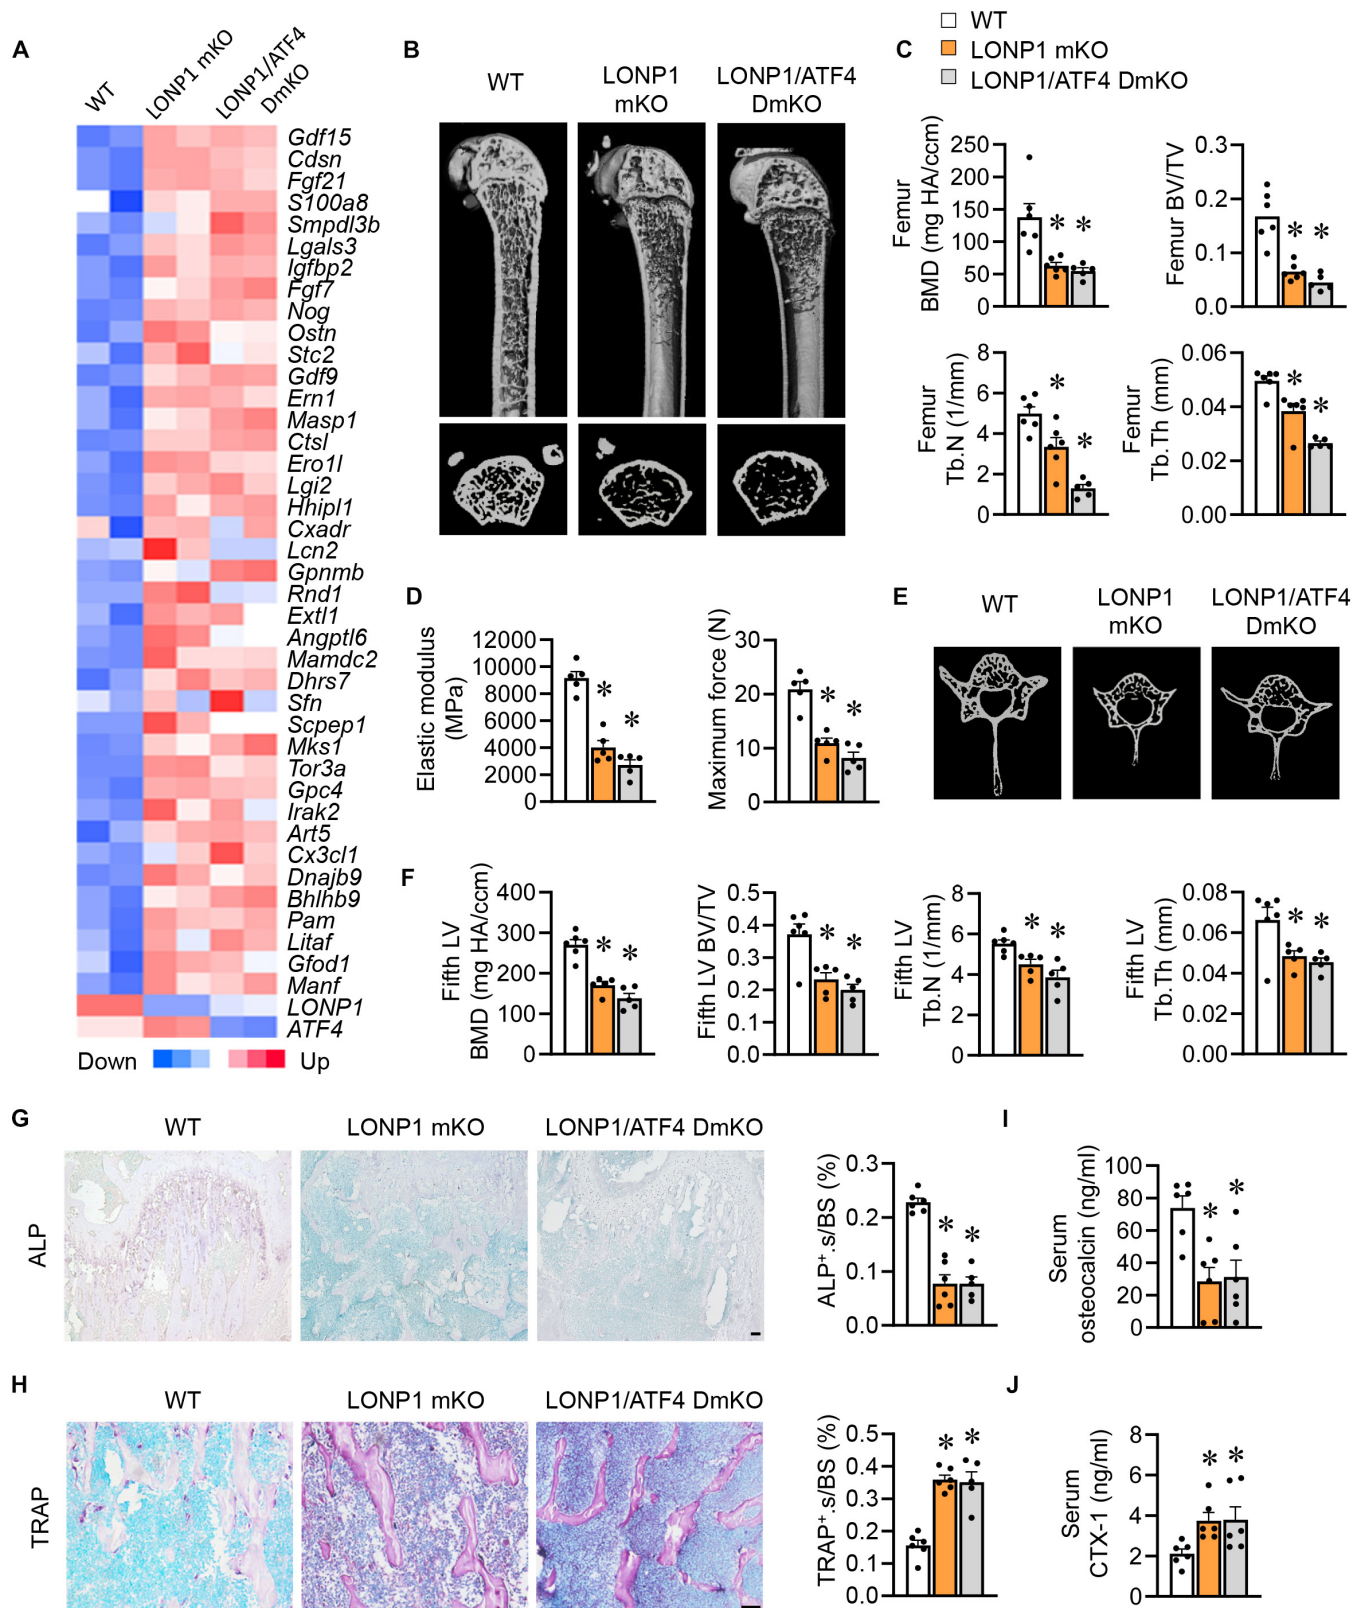 WT
LONP1 mKO
LONP1/ATF4 DmKO
A
WT
LONP1 mKO
LONP1/ATF4
DmKO
Gdf15
Cdsn
Fgf21
S100a8
Smpdl3b
Lgals3
Igfbp2
Fgf7
Nog
Ostn
Stc2
Gdf9
Ern1
Masp1
Ctsl
Ero1l
Lgi2
Hhipl1
Cxadr
Lcn2
Gpnmb
Rnd1
Extl1
Angptl6
Mamdc2
Dhrs7
Sfn
Scpep1
Mks1
Tor3a
Gpc4
Irak2
Art5
Cx3cl1
Dnajb9
Bhlhb9
Pam
Litaf
Gfod1
Manf
LONP1
ATF4
Down
Up
B
WT
LONP1
mKO
LONP1/ATF4
DmKO
C
Femur
BMD (mg HA/ccm)
250
200
150
100
50
0
* *
Femur BV/TV
0.3
0.2
0.1
0.0
* *
Femur
Tb.N (1/mm)
8
6
4
2
0
* *
Femur
Tb.Th (mm)
0.06
0.04
0.02
0.00
* *
D
Elastic modulus
(MPa)
12000
10000
8000
6000
4000
2000
0
* *
Maximum force (N)
30
20
10
0
* *
E
WT
LONP1
mKO
LONP1/ATF4
DmKO
F
Fifth LV
BMD (mg HA/ccm)
400
300
200
100
0
* *
Fifth LV BV/TV
0.5
0.4
0.3
0.2
0.1
0.0
* *
Fifth LV
Tb.N (1/mm)
8
6
4
2
0
* *
Fifth LV
Tb.Th (mm)
0.08
0.06
0.04
0.02
0.00
* *
G
WT
LONP1 mKO
LONP1/ATF4 DmKO
ALP
ALP⁺.s/BS (%)
0.3
0.2
0.1
0.0
* *
H
WT
LONP1 mKO
LONP1/ATF4 DmKO
TRAP
TRAP⁺.s/BS (%)
0.5
0.4
0.3
0.2
0.1
0.0
* *
I
Serum
osteocalcin (ng/ml)
100
80
60
40
20
0
* *
J
Serum
CTX-1 (ng/ml)
8
6
4
2
0
* *